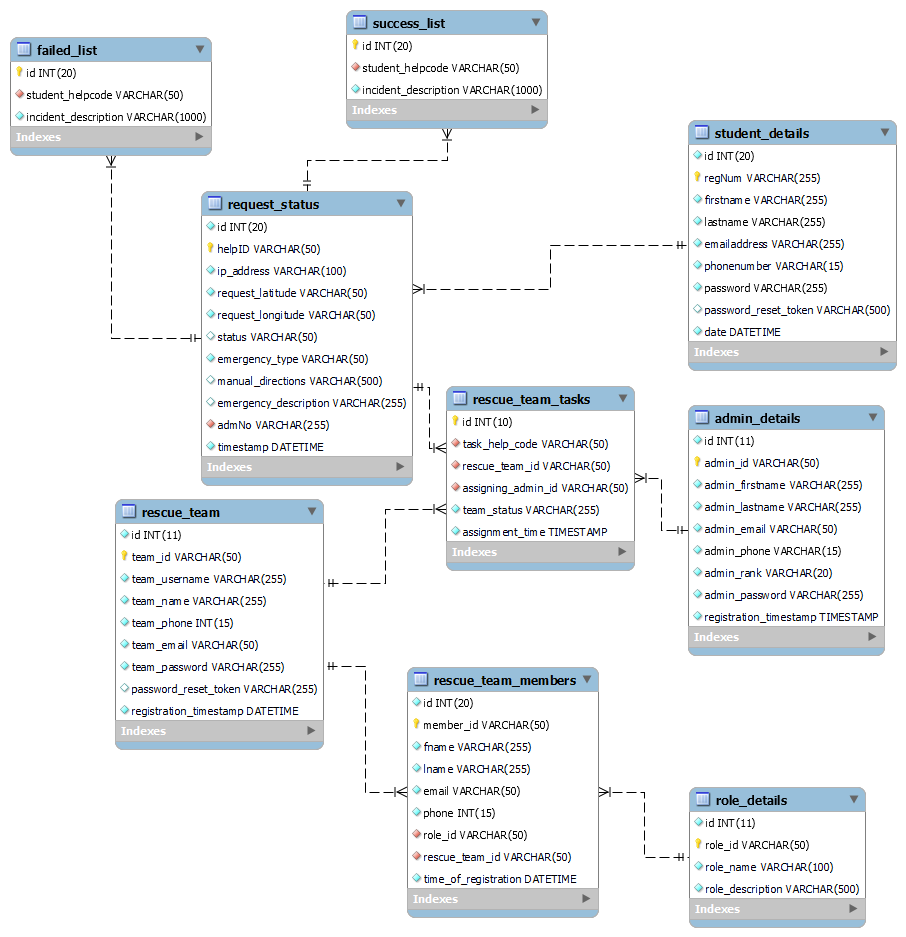 failed_list
id INT(20)
student_helpcode VARCHAR(50)
incident_description VARCHAR(1000)
Indexes
success_list
id INT(20)
student_helpcode VARCHAR(50)
incident_description VARCHAR(1000)
Indexes
student_details
id INT(20)
regNum VARCHAR(255)
firstname VARCHAR(255)
lastname VARCHAR(255)
emailaddress VARCHAR(255)
phonenumber VARCHAR(15)
password VARCHAR(255)
password_reset_token VARCHAR(500)
date DATETIME
Indexes
request_status
id INT(20)
helpID VARCHAR(50)
ip_address VARCHAR(100)
request_latitude VARCHAR(50)
request_longitude VARCHAR(50)
status VARCHAR(50)
emergency_type VARCHAR(50)
manual_directions VARCHAR(500)
emergency_description VARCHAR(255)
admNo VARCHAR(255)
timestamp DATETIME
Indexes
rescue_team_tasks
id INT(10)
task_help_code VARCHAR(50)
rescue_team_id VARCHAR(50)
assigning_admin_id VARCHAR(50)
team_status VARCHAR(255)
assignment_time TIMESTAMP
Indexes
admin_details
id INT(11)
admin_id VARCHAR(50)
admin_firstname VARCHAR(255)
admin_lastname VARCHAR(255)
admin_email VARCHAR(50)
admin_phone VARCHAR(15)
admin_rank VARCHAR(20)
admin_password VARCHAR(255)
registration_timestamp TIMESTAMP
Indexes
rescue_team
id INT(11)
team_id VARCHAR(50)
team_username VARCHAR(255)
team_name VARCHAR(255)
team_phone INT(15)
team_email VARCHAR(50)
team_password VARCHAR(255)
password_reset_token VARCHAR(255)
registration_timestamp DATETIME
Indexes
rescue_team_members
id INT(20)
member_id VARCHAR(50)
fname VARCHAR(255)
lname VARCHAR(255)
email VARCHAR(50)
phone INT(15)
role_id VARCHAR(50)
rescue_team_id VARCHAR(50)
time_of_registration DATETIME
Indexes
role_details
id INT(11)
role_id VARCHAR(50)
role_name VARCHAR(100)
role_description VARCHAR(500)
Indexes